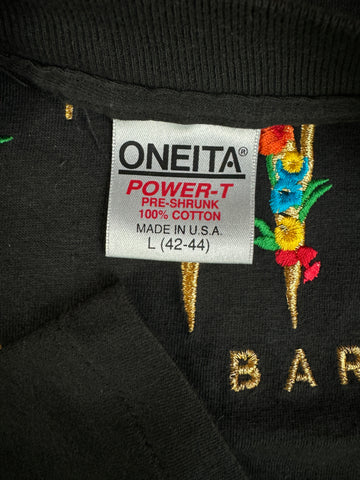 ONEITA®
POWER-T
PRE-SHRUNK
100% COTTON
MADE IN U.S.A.
L (42-44)
BAR